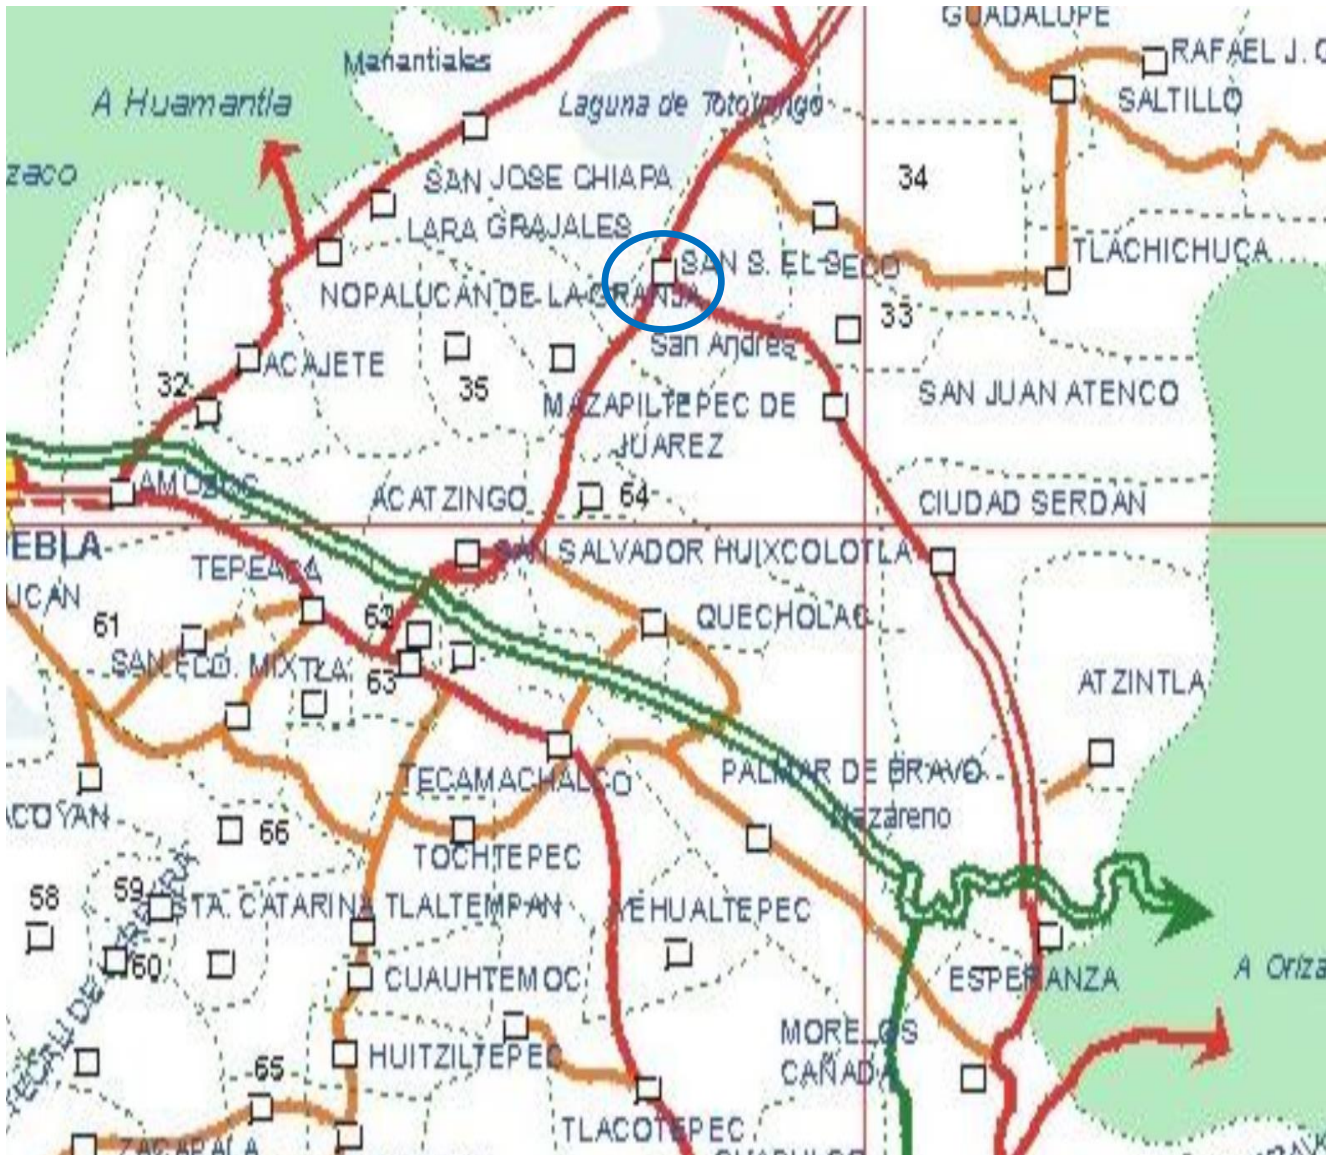 GUADALUPE
RAFAEL J. C
Manantiales
A Huamantla
Laguna de Totolzingo
SALTILLO
zaco
SAN JOSE CHIAPA
34
LARA GRAJALES
TLACHICHUCA
SAN S. EL SECO
NOPALUCAN DE LA GRANJA
33
San Andres
ACAJETE
32
35
SAN JUAN ATENCO
MAZAPILTEPEC DE
JUAREZ
AMOZOC
ACATZINGO
64
CIUDAD SERDAN
EBLA
SAN SALVADOR HUIXCOLOTLA
TEPEACA
UCAN
61
62
QUECHOLAC
SAN FCO. MIXTLA
63
ATZINTLA
TECAMACHALCO
PALMAR DE BRAVO
Nazareno
ACOYAN
66
TOCHTEPEC
59
58
STA. CATARINA TLALTEMPAN
YEHUALTEPEC
60
CUAUHTEMOC
ESPERANZA
A Oriza
HUITZILTEPEC
MORELOS
CAÑADA
65
TLACOTEPEC
ZACAPALA